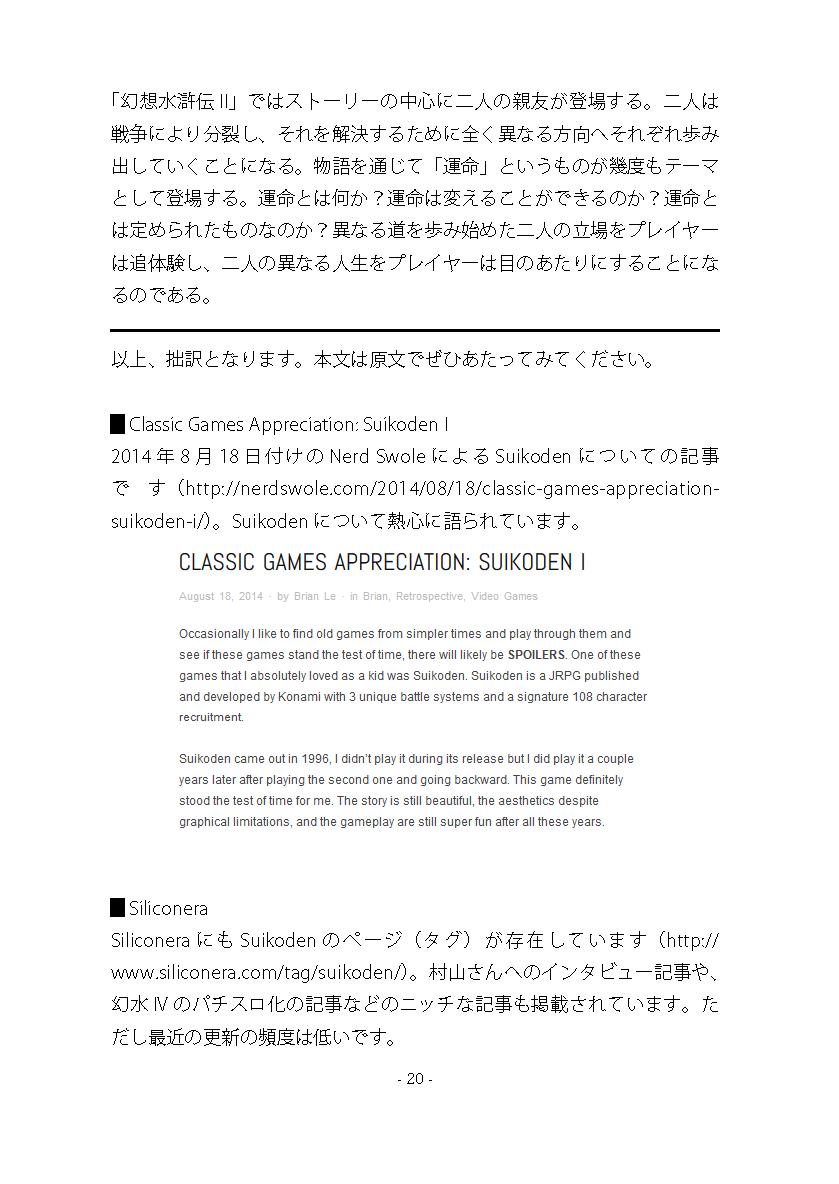 「幻想水滸伝 II」ではストーリーの中心に二人の親友が登場する。二人は
戦争により分裂し、それを解決するために全く異なる方向へそれぞれ歩み
出していくことになる。物語を通じて「運命」というものが幾度もテーマ
として登場する。運命とは何か？運命は変えることができるのか？運命と
は定められたものなのか？異なる道を歩み始めた二人の立場をプレイヤー
は追体験し、二人の異なる人生をプレイヤーは目のあたりにすることにな
るのである。
以上、拙訳となります。本文は原文でぜひあたってみてください。
■ Classic Games Appreciation: Suikoden I
2014 年 8 月 18 日付けの Nerd Swole による Suikoden についての記事
で す（http://nerdswole.com/2014/08/18/classic-games-appreciation-
suikoden-i/）。Suikoden について熱心に語られています。
CLASSIC GAMES APPRECIATION: SUIKODEN I
August 18, 2014 · by Brian Le · in Brian, Retrospective, Video Games
Occasionally I like to find old games from simpler times and play through them and
see if these games stand the test of time, there will likely be SPOILERS. One of these
games that I absolutely loved as a kid was Suikoden. Suikoden is a JRPG published
and developed by Konami with 3 unique battle systems and a signature 108 character
recruitment.
Suikoden came out in 1996, I didn't play it during its release but I did play it a couple
years later after playing the second one and going backward. This game definitely
stood the test of time for me. The story is still beautiful, the aesthetics despite
graphical limitations, and the gameplay are still super fun after all these years.
■ Siliconera
Siliconera にも Suikoden のページ（タグ）が存在しています（http://
www.siliconera.com/tag/suikoden/）。村山さんへのインタビュー記事や、
幻水 IV のパチスロ化の記事などのニッチな記事も掲載されています。た
だし最近の更新の頻度は低いです。
- 20 -